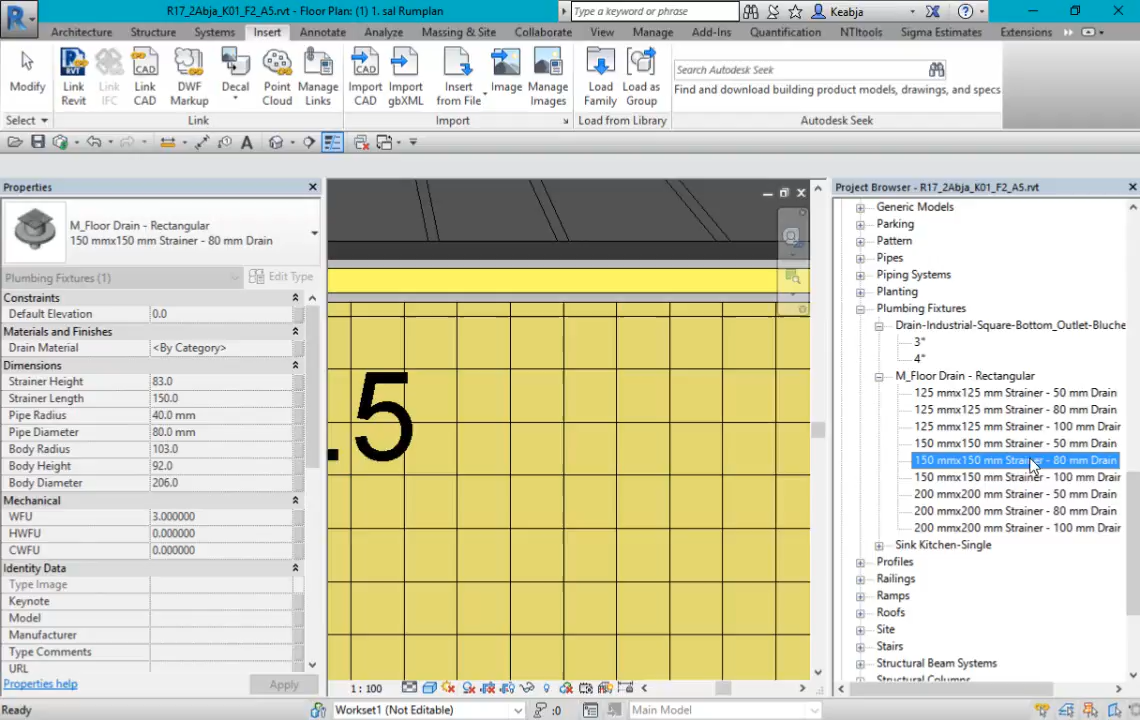 R
R17_2Abja_K01_F2_A5.rvt - Floor Plan: (1) 1. sal Rumplan
Type a keyword or phrase
Keabja
Architecture Structure Systems Insert Annotate Analyze Massing & Site Collaborate View Manage Add-Ins Quantification NTItools Sigma Estimates Extensions
Modify
Link Revit
Link IFC
Link CAD
DWF Markup
Decal
Point Cloud
Manage Links
Import CAD
Import gbXML
Insert from File
Image
Manage Images
Load Family
Load as Group
Search Autodesk Seek
Find and download building product models, drawings, and specs
Select
Link
Import
Load from Library
Autodesk Seek
Properties
M_Floor Drain - Rectangular
150 mmx150 mm Strainer - 80 mm Drain
Plumbing Fixtures (1)
Edit Type
Constraints
Default Elevation 0.0
Materials and Finishes
Drain Material <By Category>
Dimensions
Strainer Height 83.0
Strainer Length 150.0
Pipe Radius 40.0 mm
Pipe Diameter 80.0 mm
Body Radius 103.0
Body Height 92.0
Body Diameter 206.0
Mechanical
WFU 3.000000
HWFU 0.000000
CWFU 0.000000
Identity Data
Type Image
Keynote
Model
Manufacturer
Type Comments
URL
Properties help
Apply
.5
1 : 100
Project Browser - R17_2Abja_K01_F2_A5.rvt
Generic Models
Parking
Pattern
Pipes
Piping Systems
Planting
Plumbing Fixtures
Drain-Industrial-Square-Bottom_Outlet-Bluche
3"
4"
M_Floor Drain - Rectangular
125 mmx125 mm Strainer - 50 mm Drain
125 mmx125 mm Strainer - 80 mm Drain
125 mmx125 mm Strainer - 100 mm Drain
150 mmx150 mm Strainer - 50 mm Drain
150 mmx150 mm Strainer - 80 mm Drain
150 mmx150 mm Strainer - 100 mm Drain
200 mmx200 mm Strainer - 50 mm Drain
200 mmx200 mm Strainer - 80 mm Drain
200 mmx200 mm Strainer - 100 mm Drain
Sink Kitchen-Single
Profiles
Railings
Ramps
Roofs
Site
Stairs
Structural Beam Systems
Structural Columns
Ready
Workset1 (Not Editable)
:0
Main Model